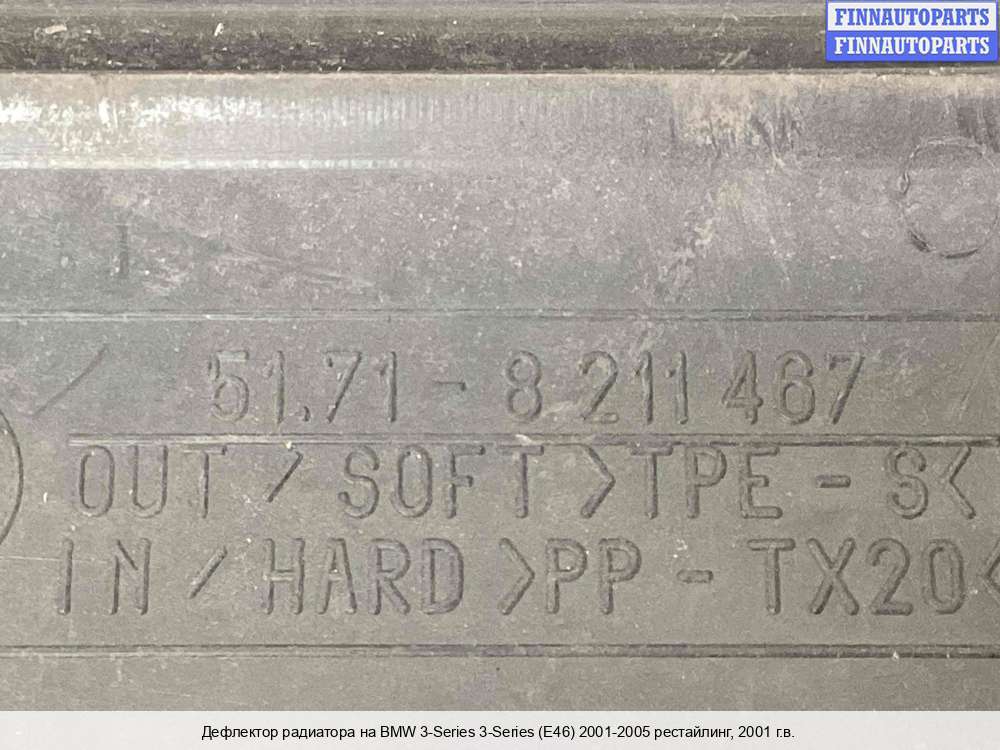 FINNAUTOPARTS
FINNAUTOPARTS
51.71 - 8 211 467
OUT / SOFT >TPE - S<
IN / HARD >PP - TX20<
Дефлектор радиатора на BMW 3-Series 3-Series (E46) 2001-2005 рестайлинг, 2001 г.в.